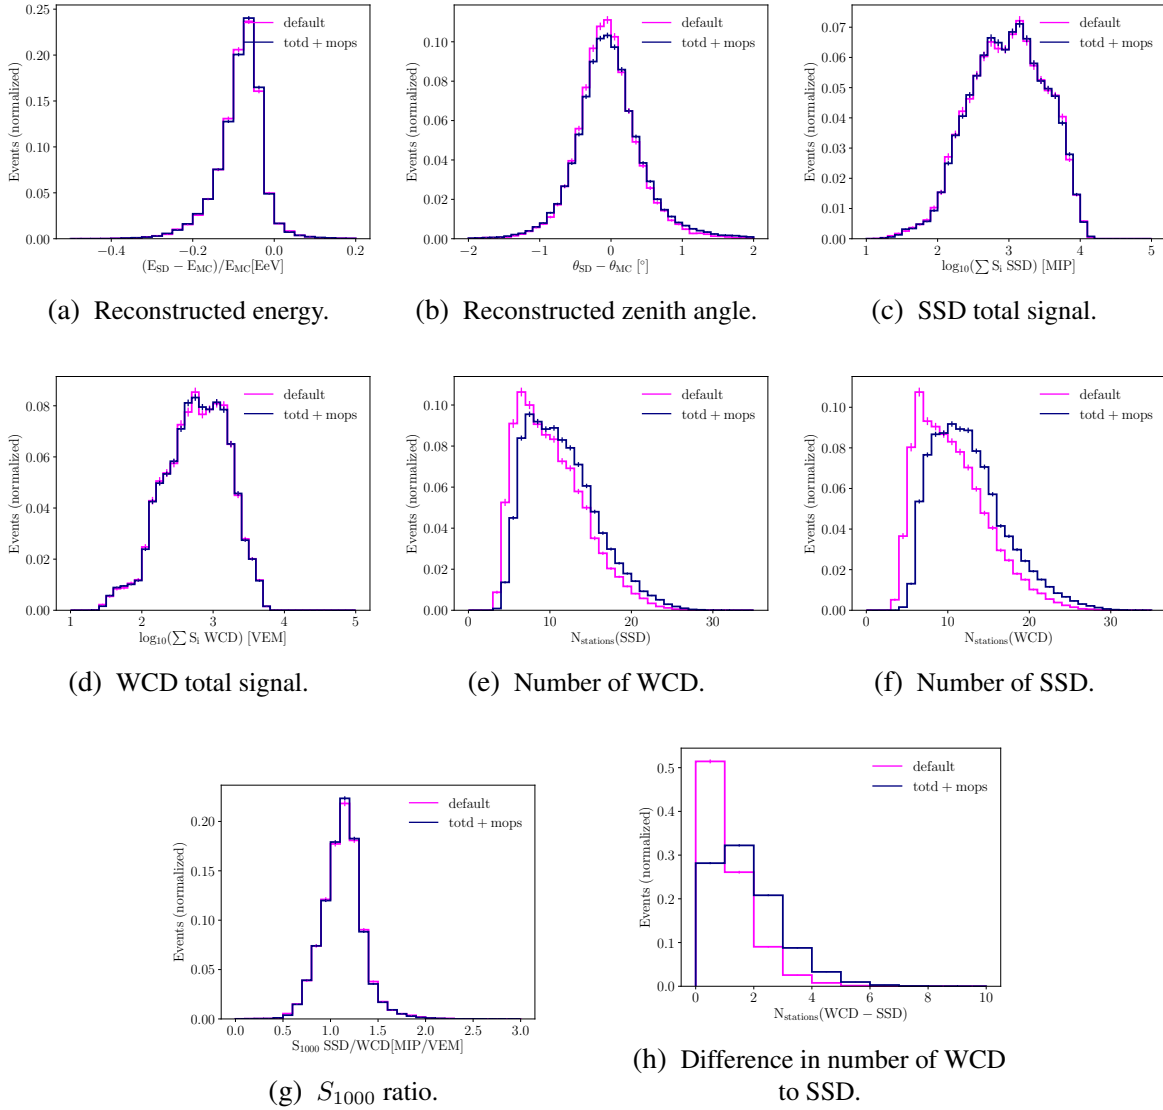 0.25
0.20
0.15
0.10
0.05
0.00
Events (normalized)
default
totd + mops
−0.4 −0.2 0.0 0.2
(E_SD − E_MC)/E_MC[EeV]
(a) Reconstructed energy.
0.10
0.08
0.06
0.04
0.02
0.00
Events (normalized)
default
totd + mops
−2 −1 0 1 2
θ_SD − θ_MC [°]
(b) Reconstructed zenith angle.
0.07
0.06
0.05
0.04
0.03
0.02
0.01
0.00
Events (normalized)
default
totd + mops
1 2 3 4 5
log₁₀(∑ S_i SSD) [MIP]
(c) SSD total signal.
0.08
0.06
0.04
0.02
0.00
Events (normalized)
default
totd + mops
1 2 3 4 5
log₁₀(∑ S_i WCD) [VEM]
(d) WCD total signal.
0.10
0.08
0.06
0.04
0.02
0.00
Events (normalized)
default
totd + mops
0 10 20 30
N_stations(SSD)
(e) Number of WCD.
0.10
0.08
0.06
0.04
0.02
0.00
Events (normalized)
default
totd + mops
0 10 20 30
N_stations(WCD)
(f) Number of SSD.
0.20
0.15
0.10
0.05
0.00
Events (normalized)
default
totd + mops
0.0 0.5 1.0 1.5 2.0 2.5 3.0
S₁₀₀₀ SSD/WCD[MIP/VEM]
(g) S₁₀₀₀ ratio.
0.5
0.4
0.3
0.2
0.1
0.0
Events (normalized)
default
totd + mops
0 2 4 6 8 10
N_stations(WCD − SSD)
(h) Difference in number of WCD
to SSD.